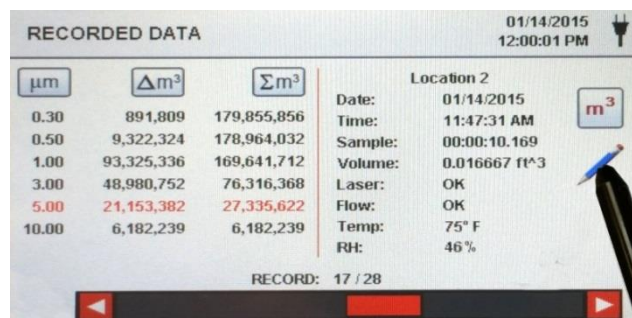 RECORDED DATA
01/14/2015
12:00:01 PM
µm Δm³ Σm³
0.30 891,809 179,855,856
0.50 9,322,324 178,964,032
1.00 93,325,336 169,641,712
3.00 48,980,752 76,316,368
5.00 21,153,382 27,335,622
10.00 6,182,239 6,182,239
Location 2
Date: 01/14/2015
Time: 11:47:31 AM
Sample: 00:00:10.169
Volume: 0.016667 ft^3
Laser: OK
Flow: OK
Temp: 75° F
RH: 46%
m³
RECORD: 17 / 28